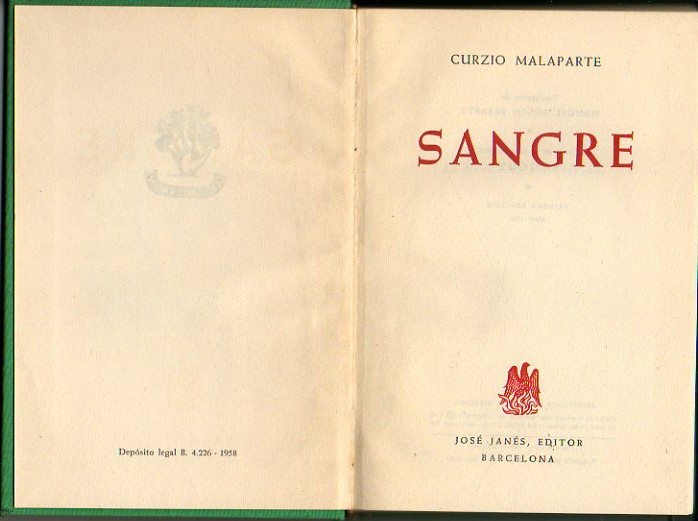 Depósito legal B. 4.226 - 1958
CURZIO MALAPARTE
SANGRE
JOSÉ JANÉS, EDITOR
BARCELONA